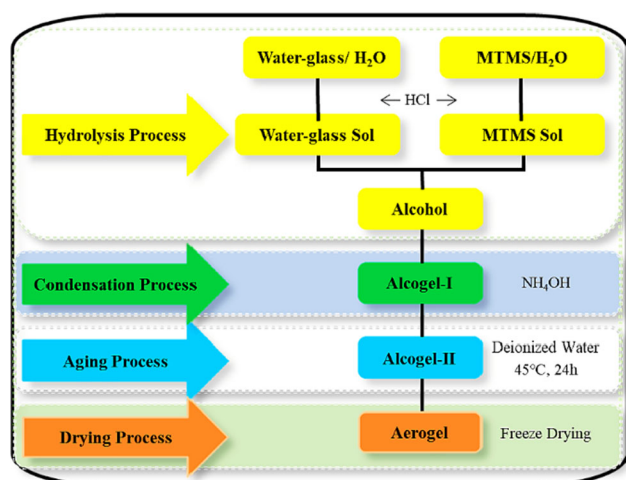 Water-glass/ H₂O
MTMS/H₂O
← HCl →
Hydrolysis Process
Water-glass Sol
MTMS Sol
Alcohol
Condensation Process
Alcogel-I
NH₄OH
Aging Process
Alcogel-II
Deionized Water
45°C, 24h
Drying Process
Aerogel
Freeze Drying